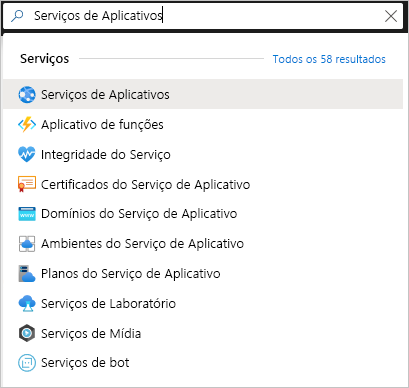 Serviços de Aplicativos
Serviços
Todos os 58 resultados
Serviços de Aplicativos
Aplicativo de funções
Integridade do Serviço
Certificados do Serviço de Aplicativo
Domínios do Serviço de Aplicativo
Ambientes do Serviço de Aplicativo
Planos do Serviço de Aplicativo
Serviços de Laboratório
Serviços de Mídia
Serviços de bot